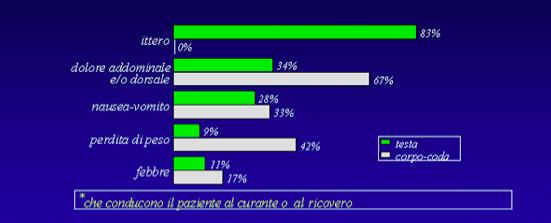 ittero
83%
0%
dolore addominale
e/o dorsale
34%
67%
nausea-vomito
28%
33%
perdita di peso
9%
42%
febbre
11%
17%
testa
corpo-coda
*che conducono il paziente al curante o al ricovero